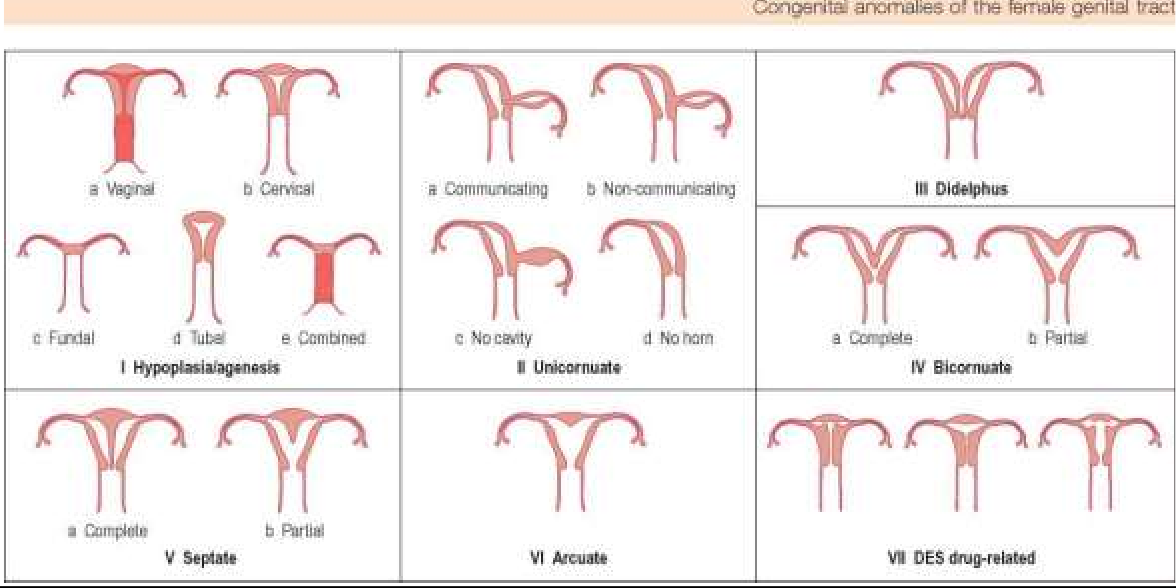 Congenital anomalies of the female genital tract
a Vaginal
b Cervical
c Fundal
d Tubal
e Combined
I Hypoplasia/agenesis
a Communicating
b Non-communicating
c No cavity
d No horn
II Unicornuate
III Didelphus
a Complete
b Partial
IV Bicornuate
a Complete
b Partial
V Septate
VI Arcuate
VII DES drug-related